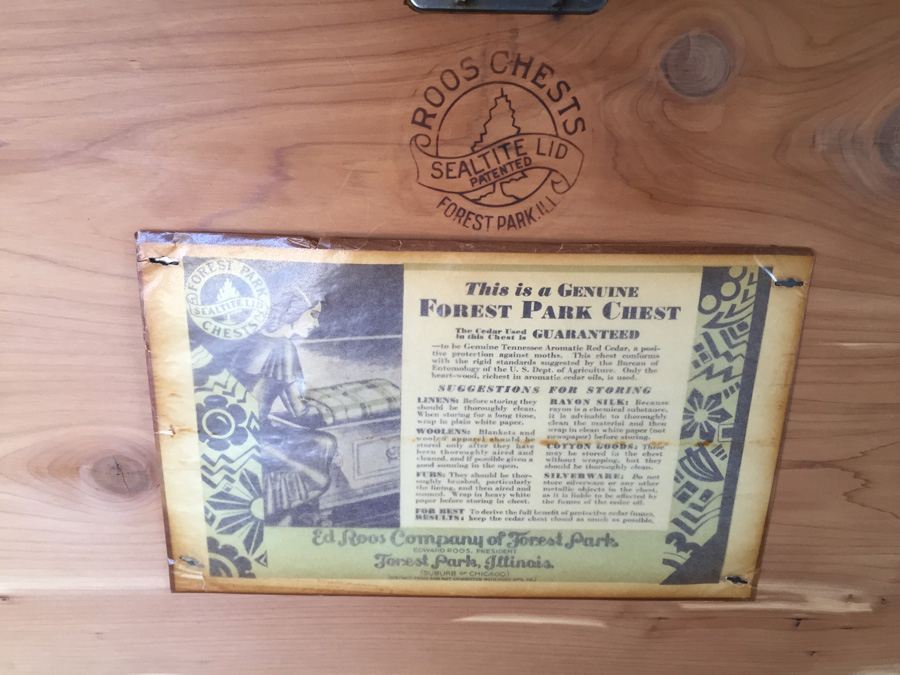 ROOS CHESTS
SEALTITE LID
PATENTED
FOREST PARK, ILL
FOREST PARK
SEALTITE LID
CHESTS
This is a GENUINE
FOREST PARK CHEST
The Cedar Used
in this Chest is GUARANTEED
—to be Genuine Tennessee Aromatic Red Cedar, a posi-
tive protection against moths. This chest conforms
with the rigid standards suggested by the Bureau of
Entomology of the U. S. Dept. of Agriculture. Only the
heart-wood, richest in aromatic cedar oils, is used.
SUGGESTIONS FOR STORING
LINENS: Before storing they
should be thoroughly clean.
When storing for a long time,
wrap in plain white paper.
WOOLENS: Blankets and
woolen apparel should be
stored only after they have
been thoroughly aired and
cleaned, and if possible given a
good sunning in the open.
FURS: They should be thor-
oughly brushed, particularly
the lining, and then aired and
sunned. Wrap in heavy white
paper before storing in chest.
RAYON SILK: Because
rayon is a chemical substance,
it is advisable to thoroughly
clean the material and then
wrap in clean white paper (not
newspaper) before storing.
COTTON GOODS: They
may be stored in the chest
without wrapping, but they
should be thoroughly clean.
SILVERWARE: Do not
store silverware or any other
metallic objects in the chest,
as it is liable to be affected by
the fumes of the cedar oil.
FOR BEST RESULTS: To derive the full benefit of protective cedar fumes,
keep the cedar chest closed as much as possible.
Ed Roos Company of Forest Park
EDWARD ROOS, PRESIDENT
Forest Park, Illinois.
(SUBURB OF CHICAGO)